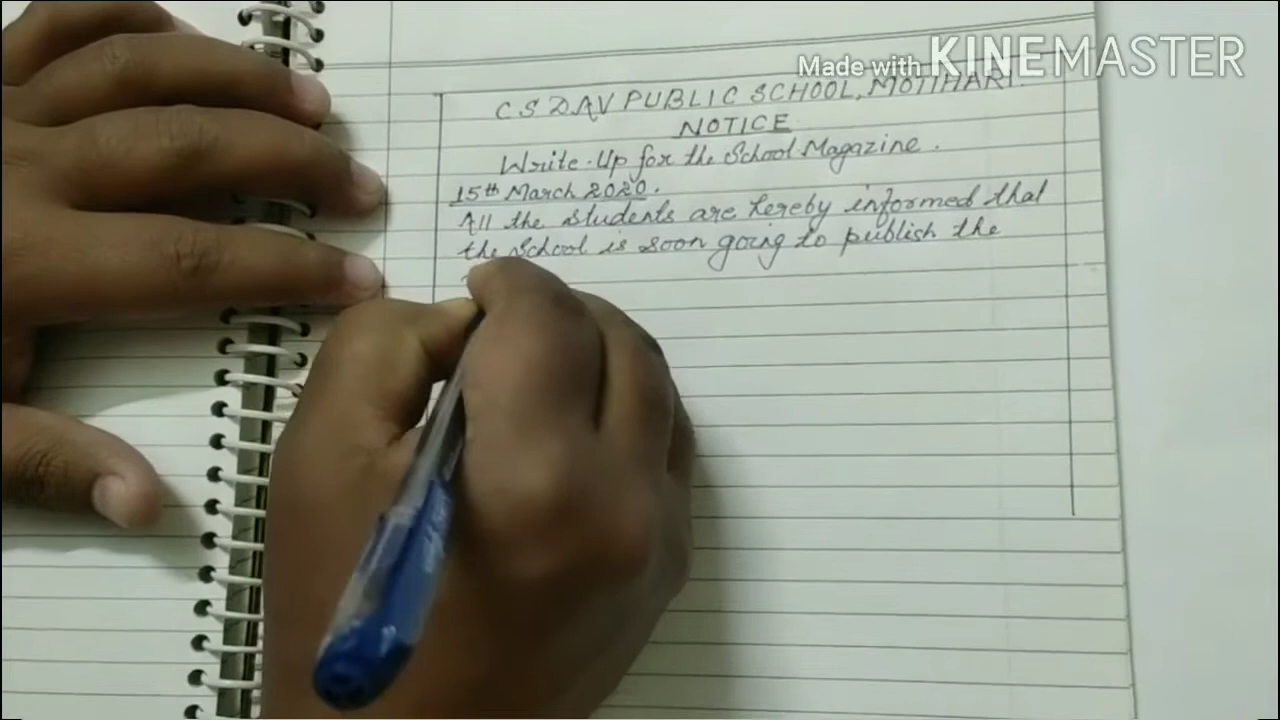 Made with KINEMASTER
C S DAV PUBLIC SCHOOL, MOTIHARI.
NOTICE
Write-Up for the School Magazine.
15th March 2020.
All the students are hereby informed that
the School is soon going to publish the